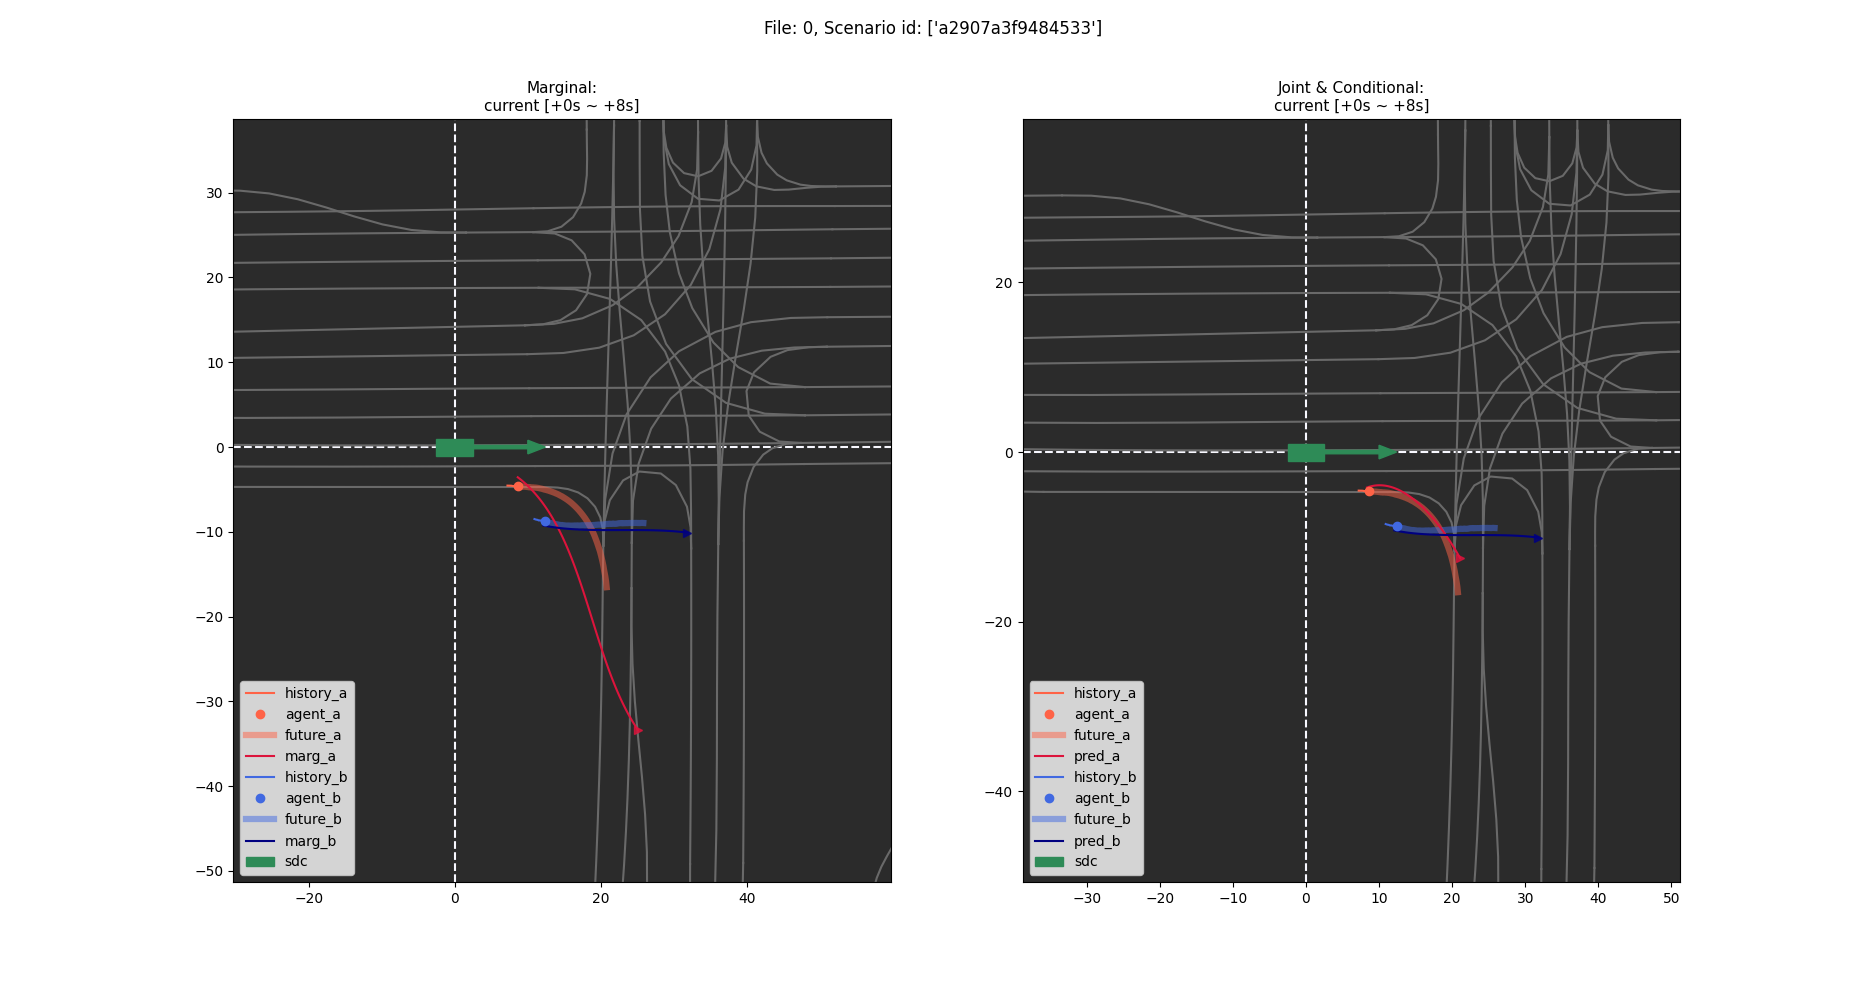 File: 0, Scenario id: ['a2907a3f9484533']
Marginal:
current [+0s ~ +8s]
30
20
10
0
−10
−20
−30
−40
−50
−20
0
20
40
history_a
agent_a
future_a
marg_a
history_b
agent_b
future_b
marg_b
sdc
Joint & Conditional:
current [+0s ~ +8s]
20
0
−20
−40
−30
−20
−10
0
10
20
30
40
50
history_a
agent_a
future_a
pred_a
history_b
agent_b
future_b
pred_b
sdc